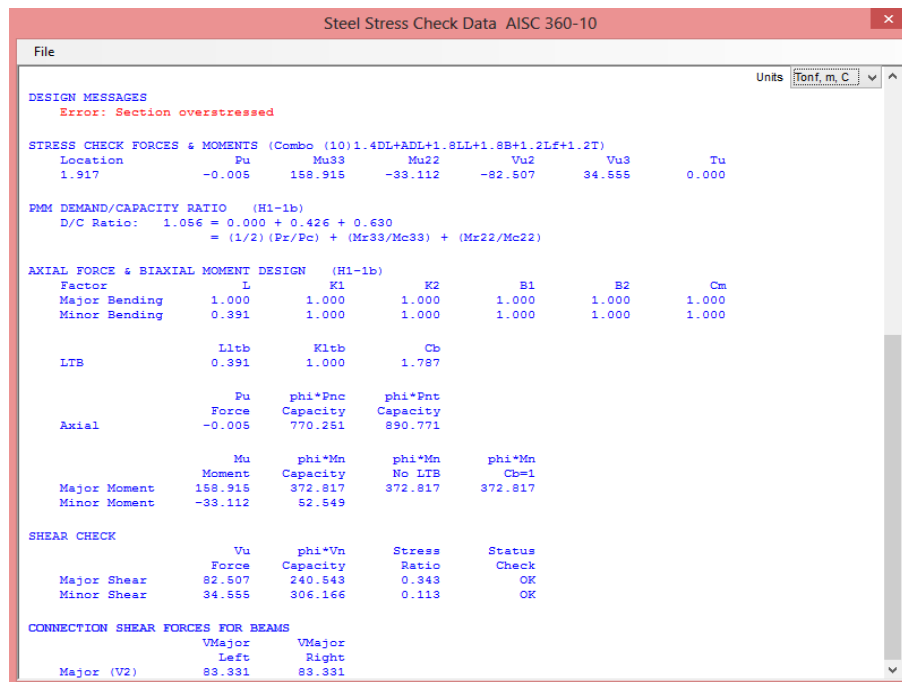 Steel Stress Check Data AISC 360-10
×
File
Units Tonf, m, C
DESIGN MESSAGES
Error: Section overstressed
STRESS CHECK FORCES & MOMENTS (Combo (10)1.4DL+ADL+1.8LL+1.8B+1.2Lf+1.2T)
Location Pu Mu33 Mu22 Vu2 Vu3 Tu
1.917 -0.005 158.915 -33.112 -82.507 34.555 0.000
PMM DEMAND/CAPACITY RATIO (H1-1b)
D/C Ratio: 1.056 = 0.000 + 0.426 + 0.630
= (1/2)(Pr/Pc) + (Mr33/Mc33) + (Mr22/Mc22)
AXIAL FORCE & BIAXIAL MOMENT DESIGN (H1-1b)
Factor L K1 K2 B1 B2 Cm
Major Bending 1.000 1.000 1.000 1.000 1.000 1.000
Minor Bending 0.391 1.000 1.000 1.000 1.000 1.000
Lltb Kltb Cb
LTB 0.391 1.000 1.787
Pu phi*Pnc phi*Pnt
Force Capacity Capacity
Axial -0.005 770.251 890.771
Mu phi*Mn phi*Mn phi*Mn
Moment Capacity No LTB Cb=1
Major Moment 158.915 372.817 372.817 372.817
Minor Moment -33.112 52.549
SHEAR CHECK
Vu phi*Vn Stress Status
Force Capacity Ratio Check
Major Shear 82.507 240.543 0.343 OK
Minor Shear 34.555 306.166 0.113 OK
CONNECTION SHEAR FORCES FOR BEAMS
VMajor VMajor
Left Right
Major (V2) 83.331 83.331